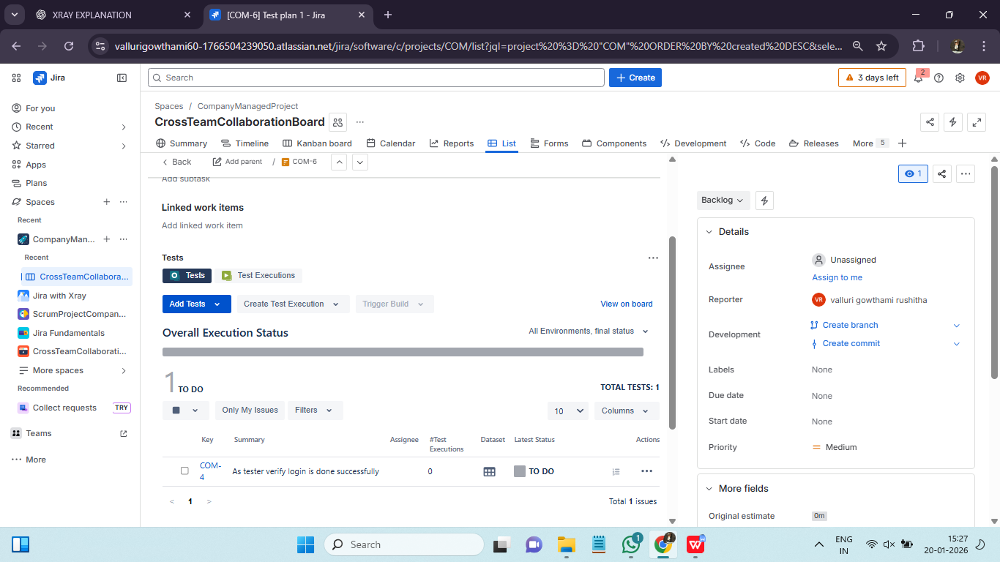 XRAY EXPLANATION
[COM-6] Test plan 1 - Jira
vallurigowthami60-1766504239050.atlassian.net/jira/software/c/projects/COM/list?jql=project%20%3D%20"COM"%20ORDER%20BY%20created%20DESC&sele...
Jira
Search
Create
3 days left
2
VR
For you
Recent
Starred
Apps
Plans
Spaces
Recent
CompanyMan...
Recent
CrossTeamCollabora...
Jira with Xray
ScrumProjectCompan...
Jira Fundamentals
CrossTeamCollaborati...
More spaces
Recommended
Collect requests
TRY
Teams
More
Spaces / CompanyManagedProject
CrossTeamCollaborationBoard
Summary
Timeline
Kanban board
Calendar
Reports
List
Forms
Components
Development
Code
Releases
More 5
Back
Add parent
/ COM-6
Add subtask
Linked work items
Add linked work item
Tests
Tests
Test Executions
Add Tests
Create Test Execution
Trigger Build
View on board
Overall Execution Status
All Environments, final status
1 TO DO
TOTAL TESTS: 1
Only My Issues
Filters
10
Columns
Key
Summary
Assignee
#Test Executions
Dataset
Latest Status
Actions
COM-4
As tester verify login is done successfully
0
TO DO
< 1 >
Total 1 issues
1
Backlog
Details
Assignee
Unassigned
Assign to me
Reporter
VR valluri gowthami rushitha
Development
Create branch
Create commit
Labels
None
Due date
None
Start date
None
Priority
Medium
More fields
Original estimate
0m
Search
1
ENG
IN
15:27
20-01-2026